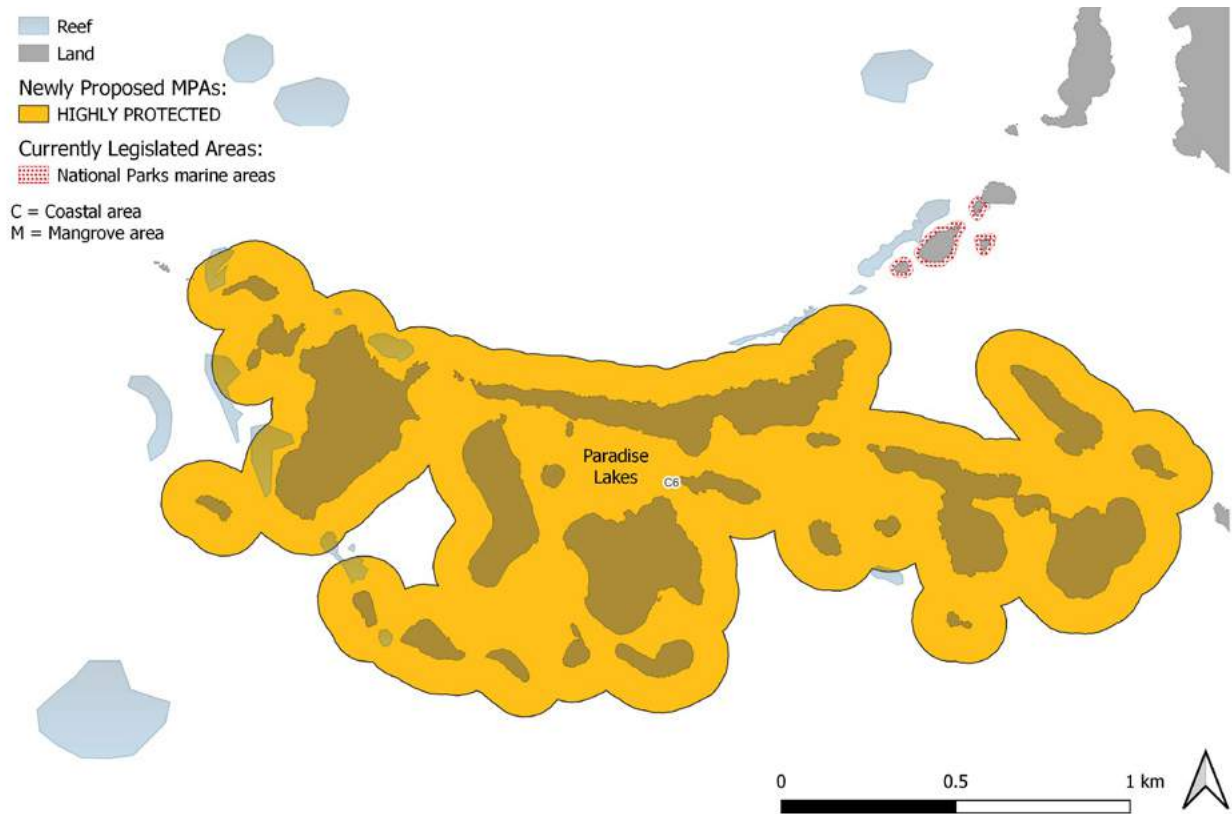 Reef
Land
Newly Proposed MPAs:
HIGHLY PROTECTED
Currently Legislated Areas:
National Parks marine areas
C = Coastal area
M = Mangrove area
Paradise
Lakes
C6
0 0.5 1 km